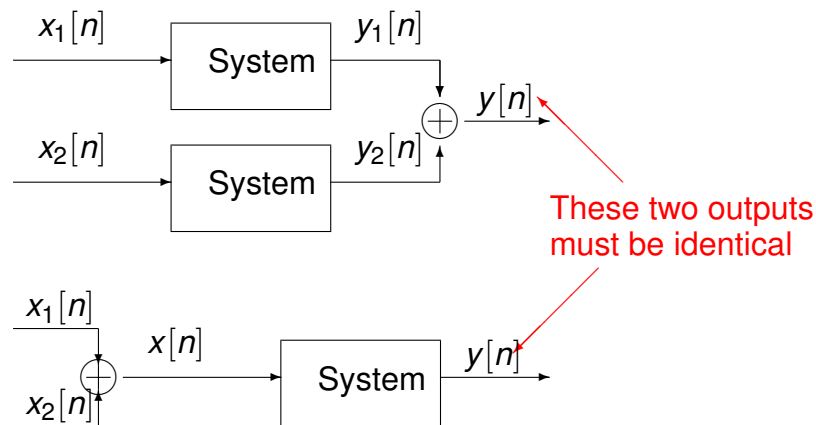 x₁[n]
System
y₁[n]
y[n]
x₂[n]
System
y₂[n]
These two outputs
must be identical
x₁[n]
x[n]
System
y[n]
x₂[n]